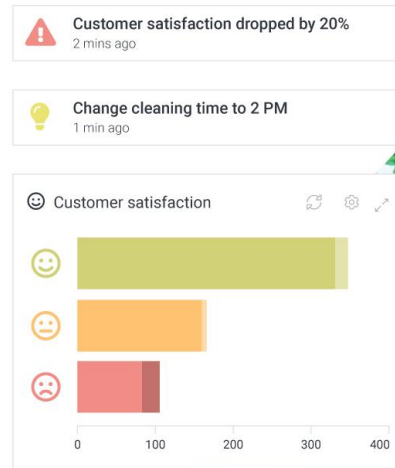 Customer satisfaction dropped by 20%
2 mins ago
Change cleaning time to 2 PM
1 min ago
Customer satisfaction
0 100 200 300 400